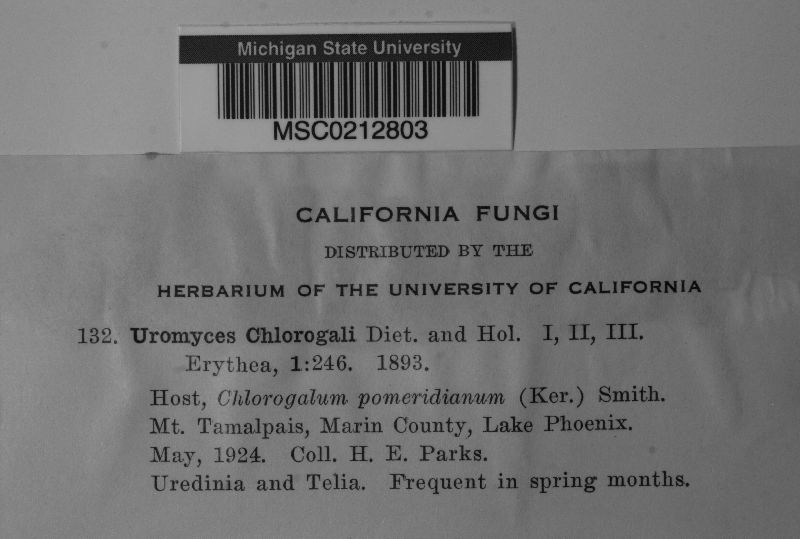 Michigan State University
MSC0212803
CALIFORNIA FUNGI
DISTRIBUTED BY THE
HERBARIUM OF THE UNIVERSITY OF CALIFORNIA
132. Uromyces Chlorogali Diet. and Hol. I, II, III.
Erythea, 1:246. 1893.
Host, Chlorogalum pomeridianum (Ker.) Smith.
Mt. Tamalpais, Marin County, Lake Phoenix.
May, 1924. Coll. H. E. Parks.
Uredinia and Telia. Frequent in spring months.